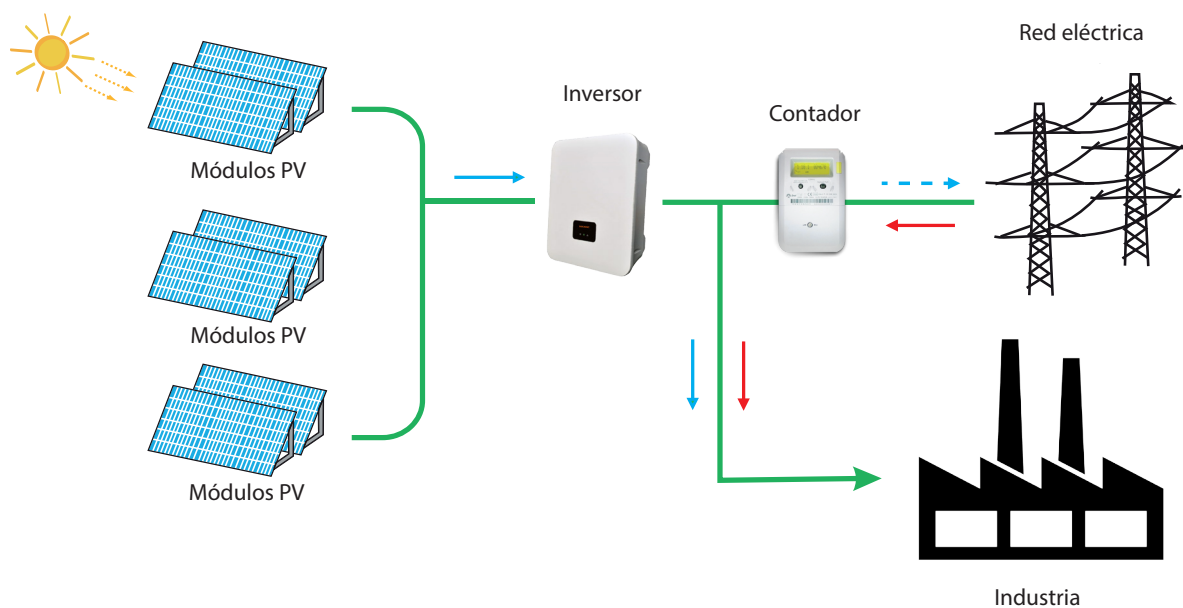 Red eléctrica
Inversor
Contador
Módulos PV
Módulos PV
Módulos PV
Industria